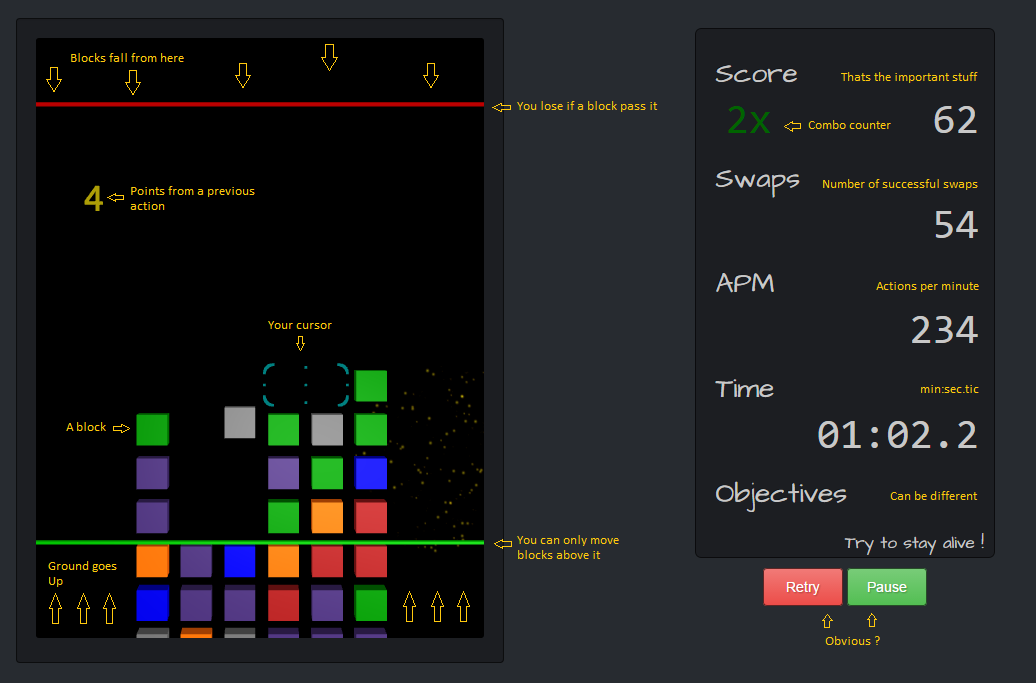 Blocks fall from here
You lose if a block pass it
4
Points from a previous
action
Your cursor
A block
You can only move
blocks above it
Ground goes
Up
Score
Thats the important stuff
2x
Combo counter
62
Swaps
Number of successful swaps
54
APM
Actions per minute
234
Time
min:sec.tic
01:02.2
Objectives
Can be different
Try to stay alive !
Retry
Pause
Obvious ?